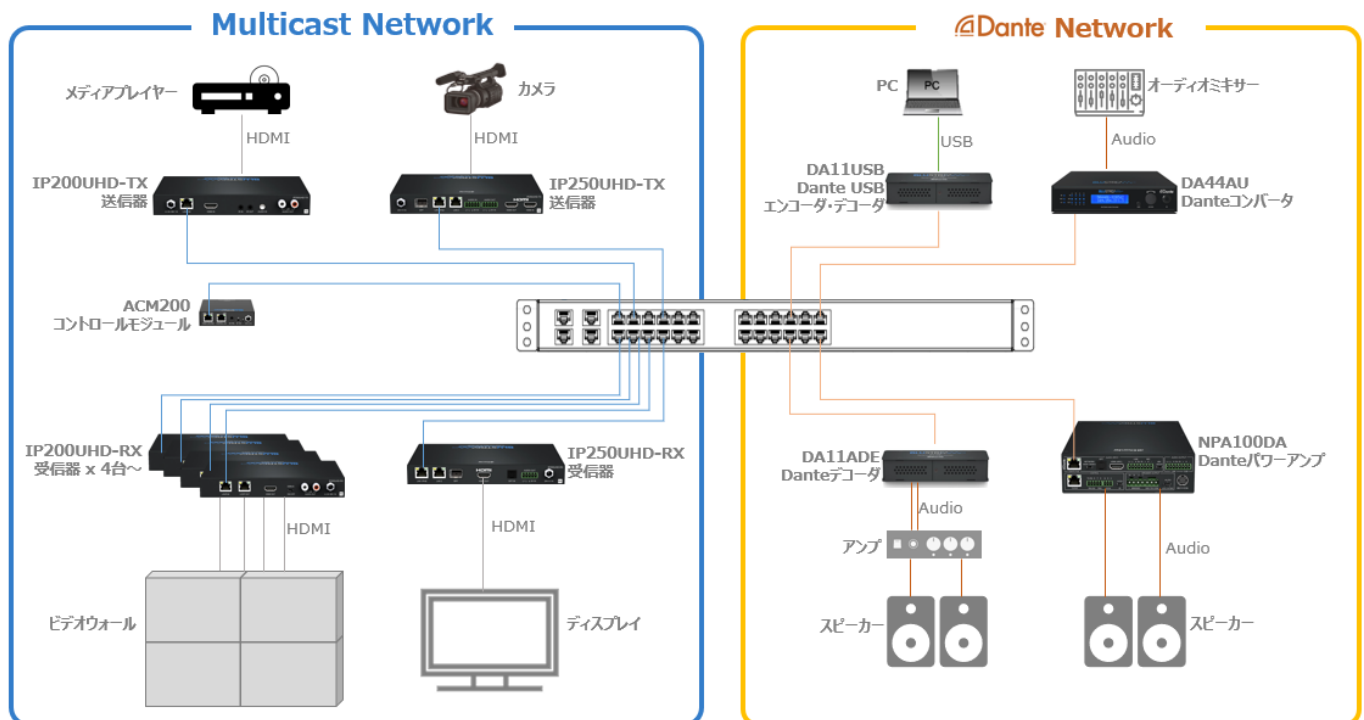 Multicast Network
Dante Network
メディアプレイヤー
カメラ
HDMI
HDMI
IP200UHD-TX
送信器
IP250UHD-TX
送信器
ACM200
コントロールモジュール
IP200UHD-RX
受信器 x 4台～
IP250UHD-RX
受信器
HDMI
HDMI
ビデオウォール
ディスプレイ
PC
PC
オーディオミキサー
USB
Audio
DA11USB
Dante USB
エンコーダ・デコーダ
DA44AU
Danteコンバータ
DA11ADE
Danteデコーダ
NPA100DA
Danteパワーアンプ
Audio
アンプ
Audio
スピーカー
スピーカー